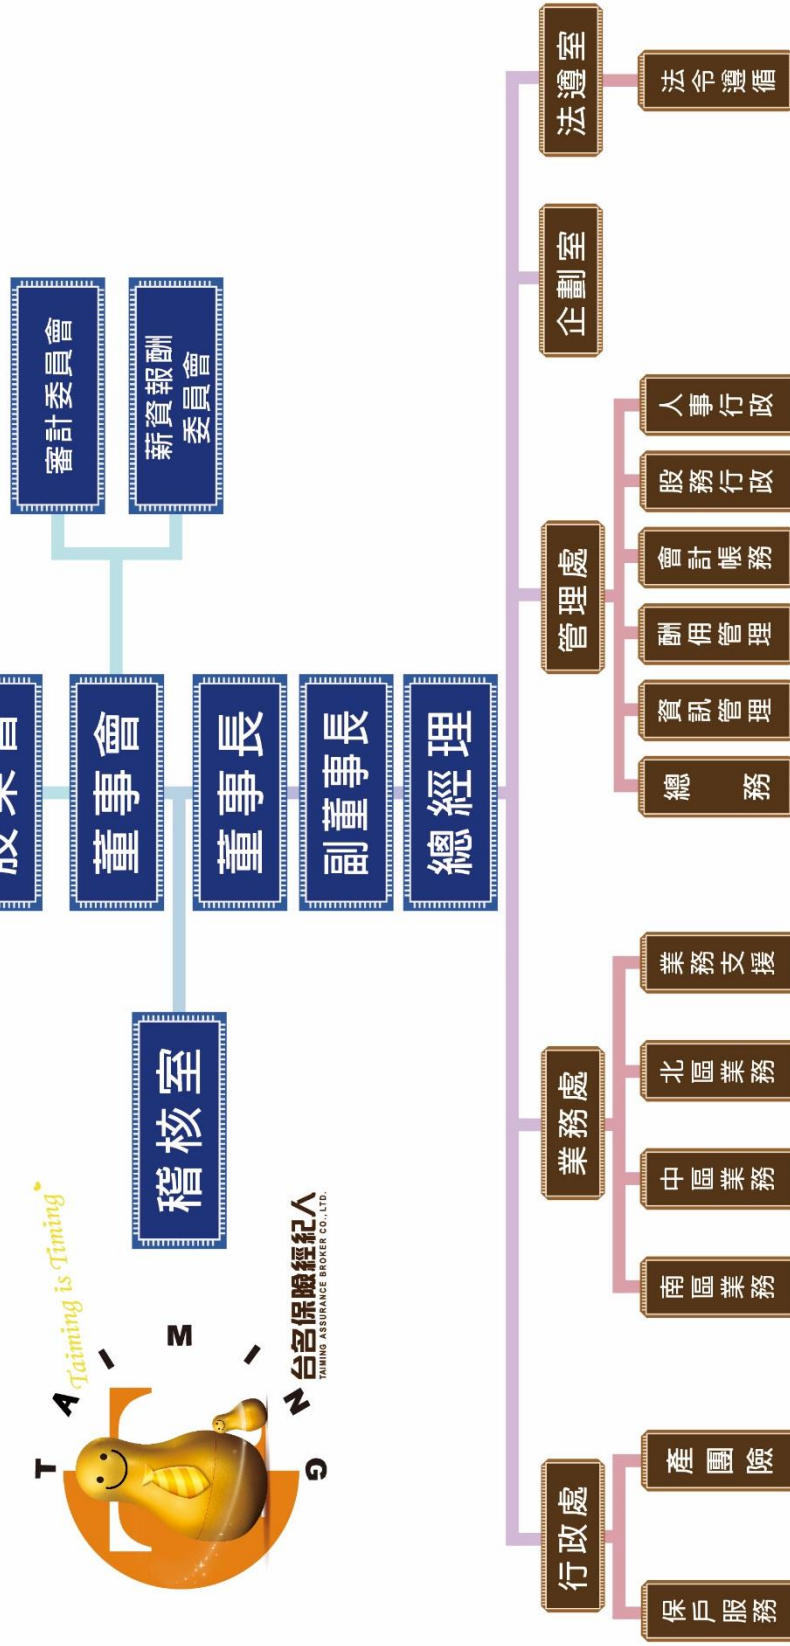 Taiming is Timing
TAIMING
台名保險經紀人
TAIMING ASSURANCE BROKER CO., LTD.
董事會
審計委員會
薪資報酬
委員會
稽核室
董事長
副董事長
總經理
行政處
業務處
管理處
企劃室
法遵室
保戶服務
產團險
南區業務
中區業務
北區業務
業務支援
總務
資訊管理
酬佣管理
會計帳務
股務行政
人事行政
法令遵循